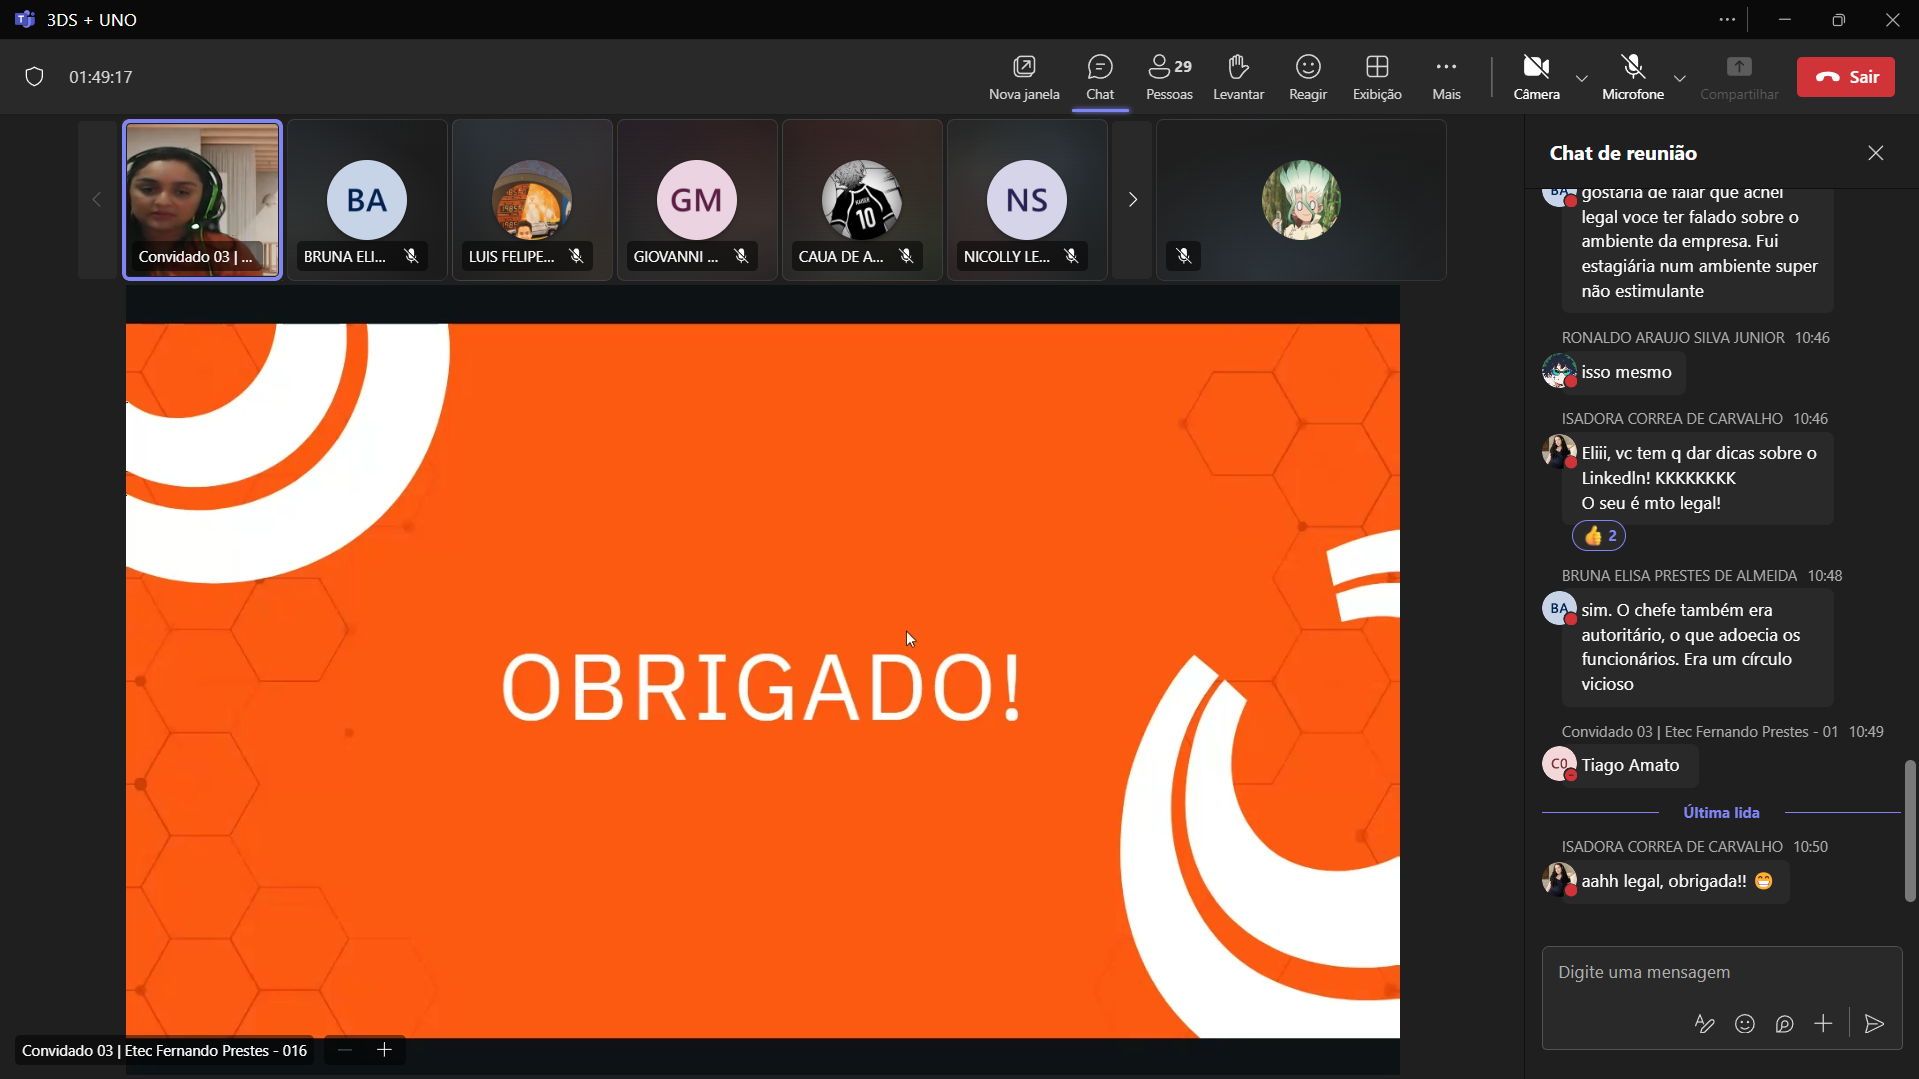 3DS + UNO
01:49:17
Nova janela
Chat
29
Pessoas
Levantar
Reagir
Exibição
Mais
Câmera
Microfone
Compartilhar
Sair
Convidado 03 | ...
BA
BRUNA ELI...
LUIS FELIPE...
GM
GIOVANNI ...
10
CAUA DE A...
NS
NICOLLY LE...
OBRIGADO!
Convidado 03 | Etec Fernando Prestes - 016
Chat de reunião
BA
gostaria de falar que achei
legal voce ter falado sobre o
ambiente da empresa. Fui
estagiária num ambiente super
não estimulante
RONALDO ARAUJO SILVA JUNIOR 10:46
isso mesmo
ISADORA CORREA DE CARVALHO 10:46
Eliii, vc tem q dar dicas sobre o
LinkedIn! KKKKKKKK
O seu é mto legal!
2
BRUNA ELISA PRESTES DE ALMEIDA 10:48
BA
sim. O chefe também era
autoritário, o que adoecia os
funcionários. Era um círculo
vicioso
Convidado 03 | Etec Fernando Prestes - 01 10:49
C0
Tiago Amato
Última lida
ISADORA CORREA DE CARVALHO 10:50
aahh legal, obrigada!! 😁
Digite uma mensagem